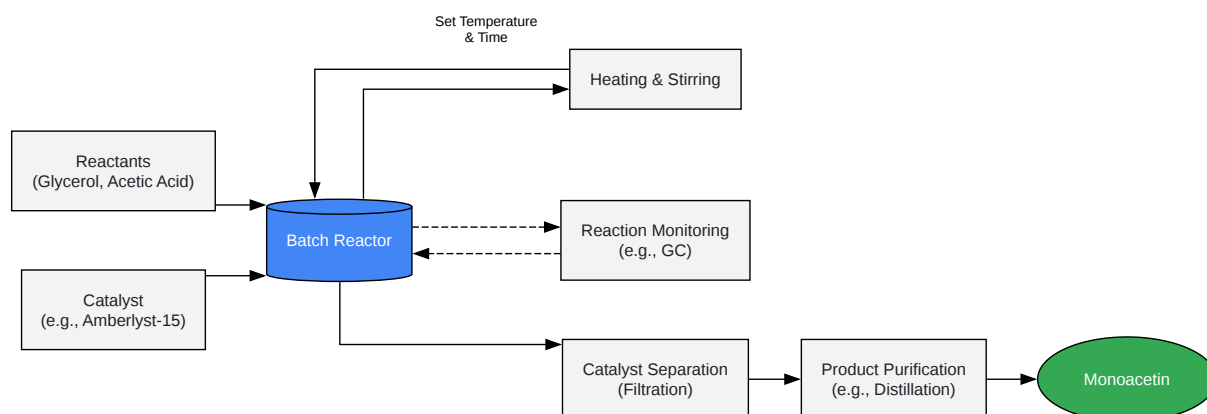 Set Temperature
& Time
Heating & Stirring
Reactants
(Glycerol, Acetic Acid)
Batch Reactor
Reaction Monitoring
(e.g., GC)
Catalyst
(e.g., Amberlyst-15)
Catalyst Separation
(Filtration)
Product Purification
(e.g., Distillation)
Monoacetin